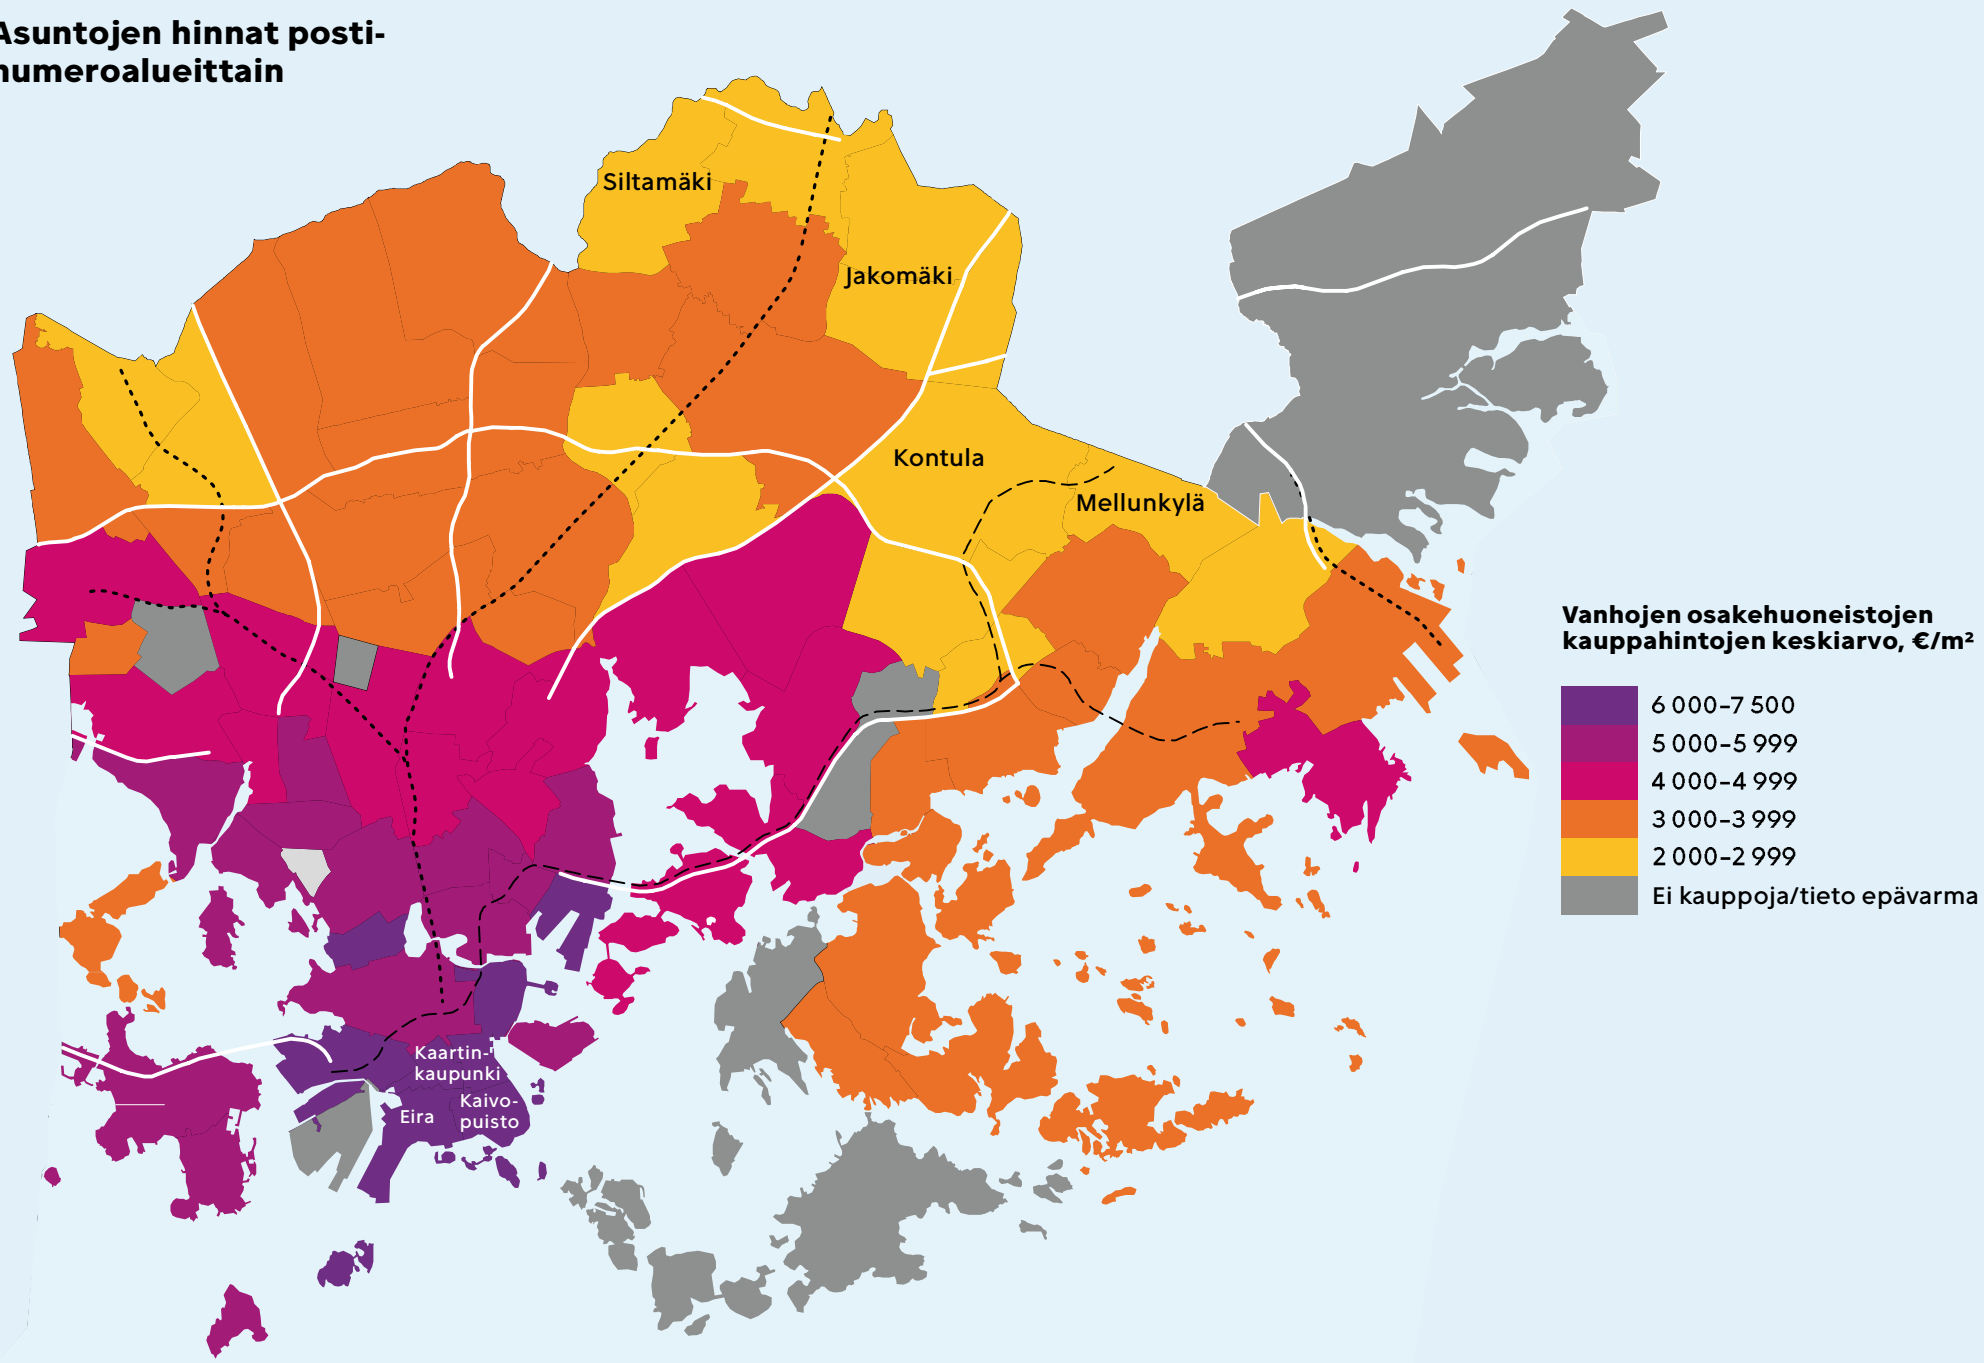 Asuntojen hinnat posti-
numeroalueittain
Siltamäki
Jakomäki
Kontula
Mellunkylä
Kaartin-
kaupunki
Eira
Kaivo-
puisto
Vanhojen osakehuoneistojen
kauppahintojen keskiarvo, €/m²
6 000–7 500
5 000–5 999
4 000–4 999
3 000–3 999
2 000–2 999
Ei kauppoja/tieto epävarma